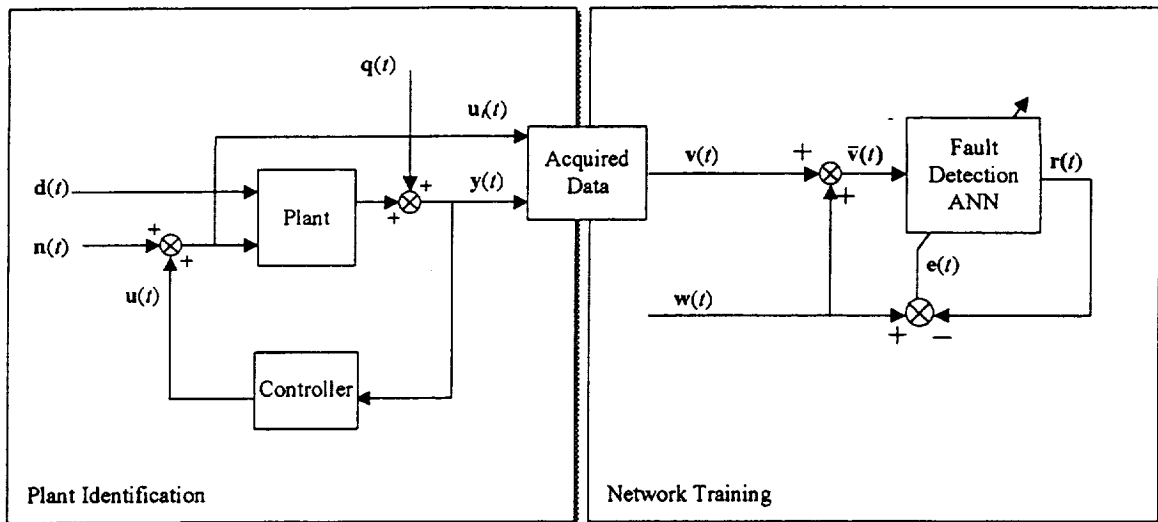 q(t)
u_i(t)
d(t)
n(t)
+
+
u(t)
Plant
+
+
y(t)
Controller
Plant Identification
Acquired
Data
v(t)
+
+
v̅(t)
Fault
Detection
ANN
r(t)
e(t)
w(t)
+
−
Network Training